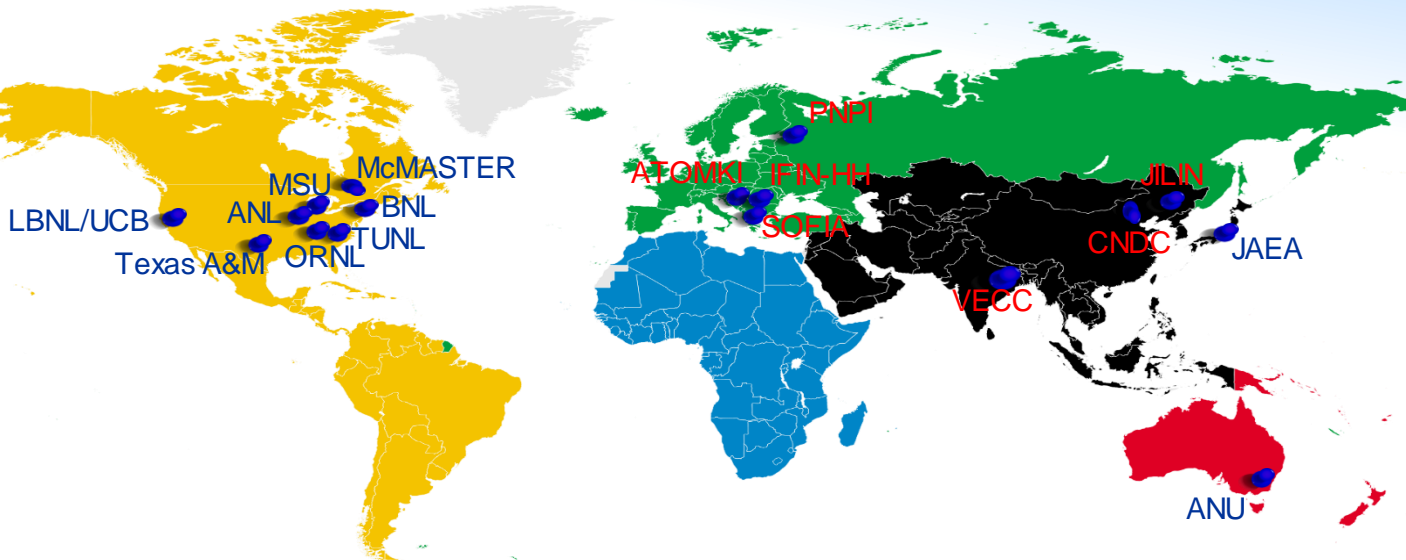 PNPI
McMASTER
ATOMKI
IFIN-HH
MSU
JILIN
ANL
BNL
LBNL/UCB
SOFIA
TUNL
CNDC
ORNL
JAEA
Texas A&M
VECC
ANU